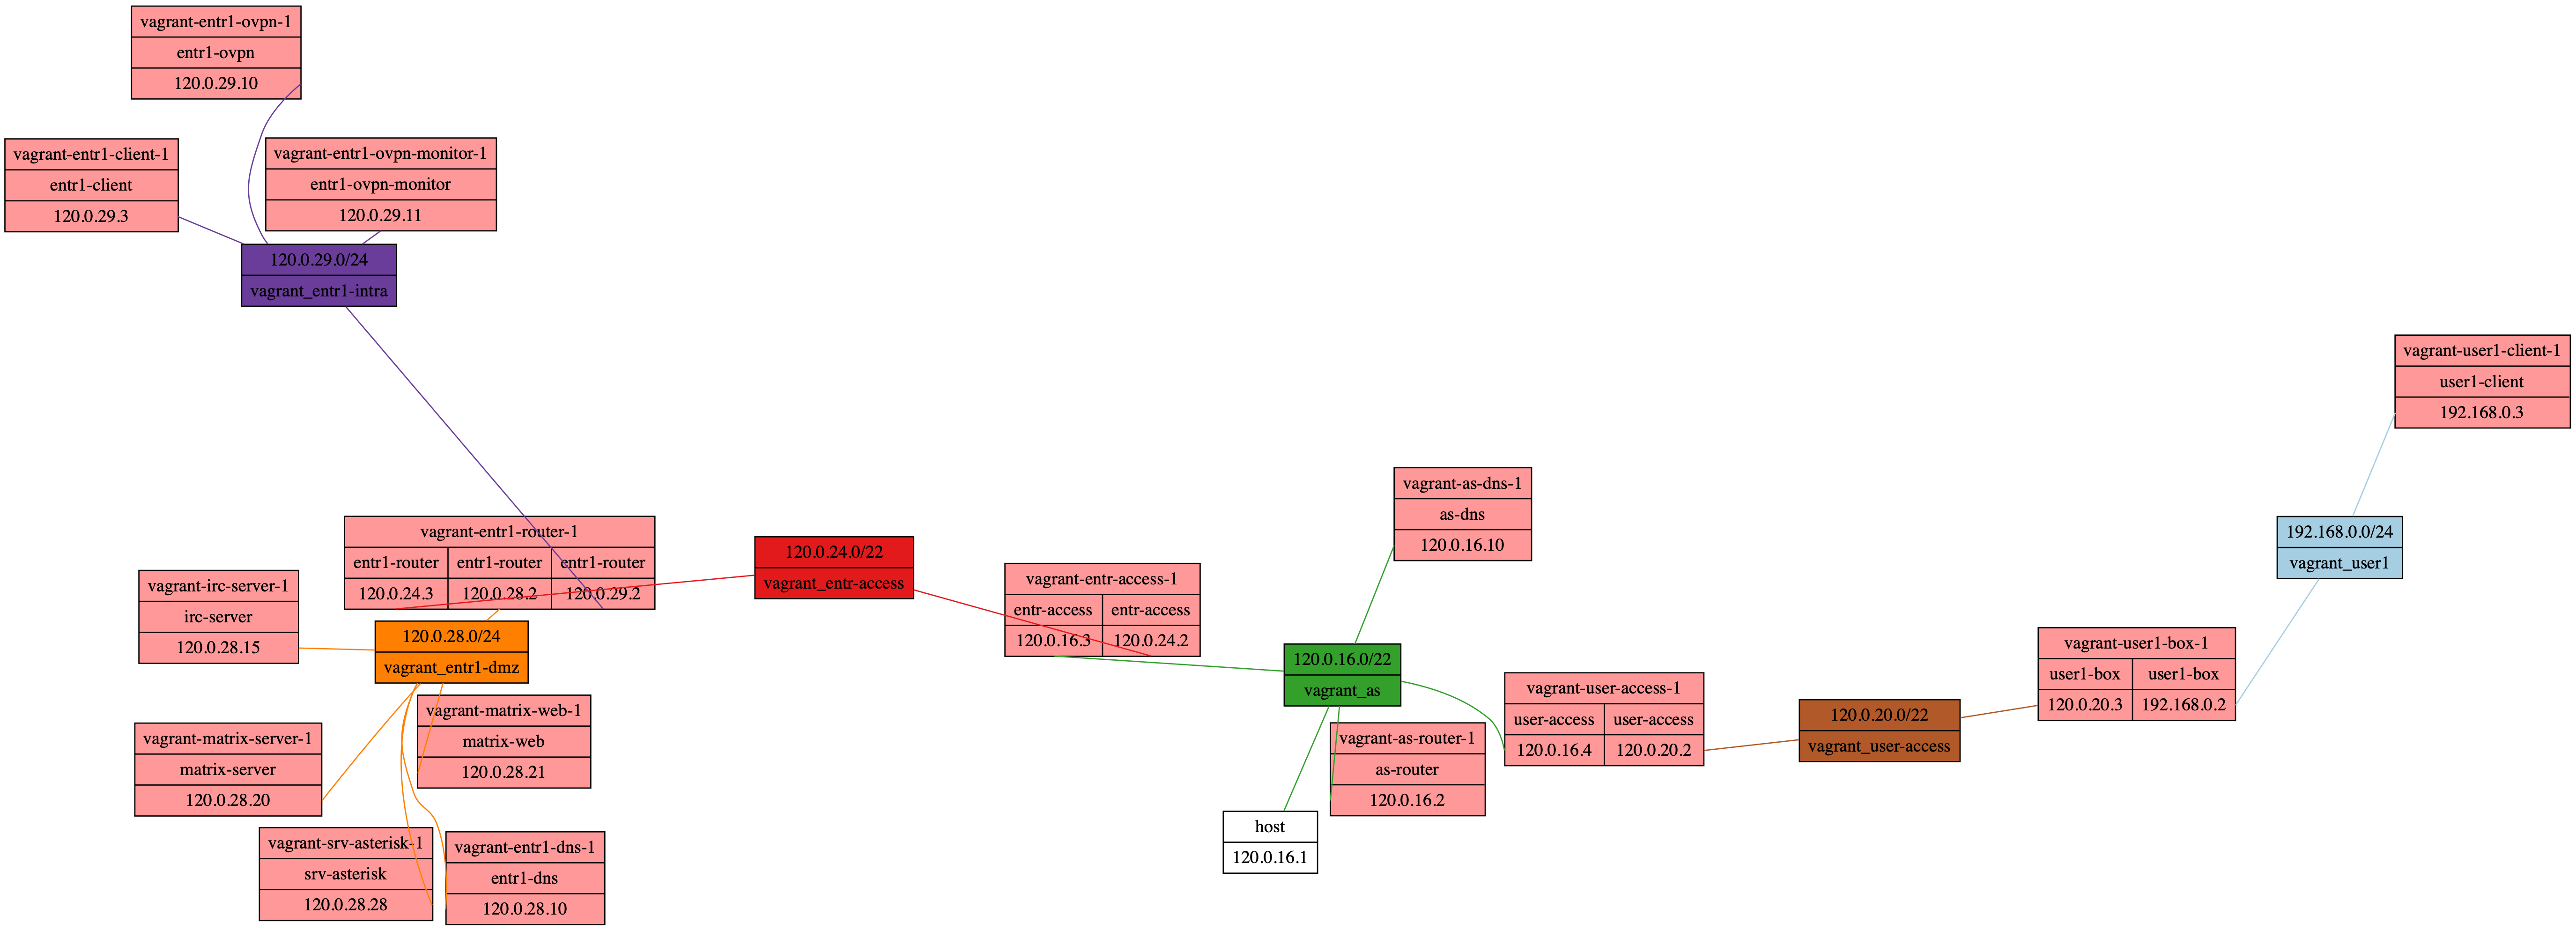 vagrant-entr1-ovpn-1
entr1-ovpn
120.0.29.10
vagrant-entr1-client-1
entr1-client
120.0.29.3
vagrant-entr1-ovpn-monitor-1
entr1-ovpn-monitor
120.0.29.11
120.0.29.0/24
vagrant_entr1-intra
vagrant-user1-client-1
user1-client
192.168.0.3
vagrant-as-dns-1
as-dns
120.0.16.10
vagrant-entr1-router-1
entr1-router entr1-router entr1-router
120.0.24.3 120.0.28.2 120.0.29.2
120.0.24.0/22
vagrant_entr-access
192.168.0.0/24
vagrant_user1
vagrant-entr-access-1
entr-access entr-access
120.0.16.3 120.0.24.2
vagrant-irc-server-1
irc-server
120.0.28.15
120.0.28.0/24
vagrant_entr1-dmz
120.0.16.0/22
vagrant_as
vagrant-user1-box-1
user1-box user1-box
120.0.20.3 192.168.0.2
vagrant-user-access-1
user-access user-access
120.0.16.4 120.0.20.2
120.0.20.0/22
vagrant_user-access
vagrant-matrix-web-1
matrix-web
120.0.28.21
vagrant-matrix-server-1
matrix-server
120.0.28.20
vagrant-as-router-1
as-router
120.0.16.2
host
120.0.16.1
vagrant-srv-asterisk-1
srv-asterisk
120.0.28.28
vagrant-entr1-dns-1
entr1-dns
120.0.28.10